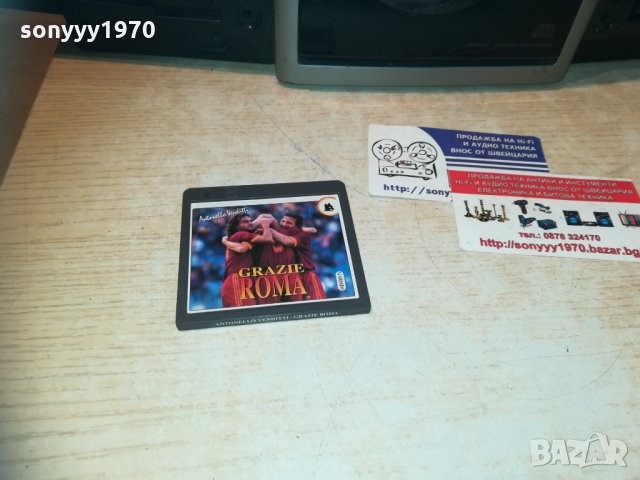 sonyyy1970
sonyyy1970
ПРОДАЖБА НА Hi-Fi
И АУДИО ТЕХНИКА
ВНОС ОТ ШВЕЙЦАРИЯ
http://sony
ПРОДАЖБА НА АНТИКИ И ИНСТУМЕНТИ
Hi-Fi И АУДИО ТЕХНИКА ВНОС ОТ ШВЕЙЦАРИЯ
ЕЛЕКТРОНИКА И БИТОВА ТЕХНИКА
тел.: 0878 324170
http://sonyyy1970.bazar.bg
Antonello Venditti
GRAZIE
ROMA
ANTONELLO VENDITTI - GRAZIE ROMA
BAZAR